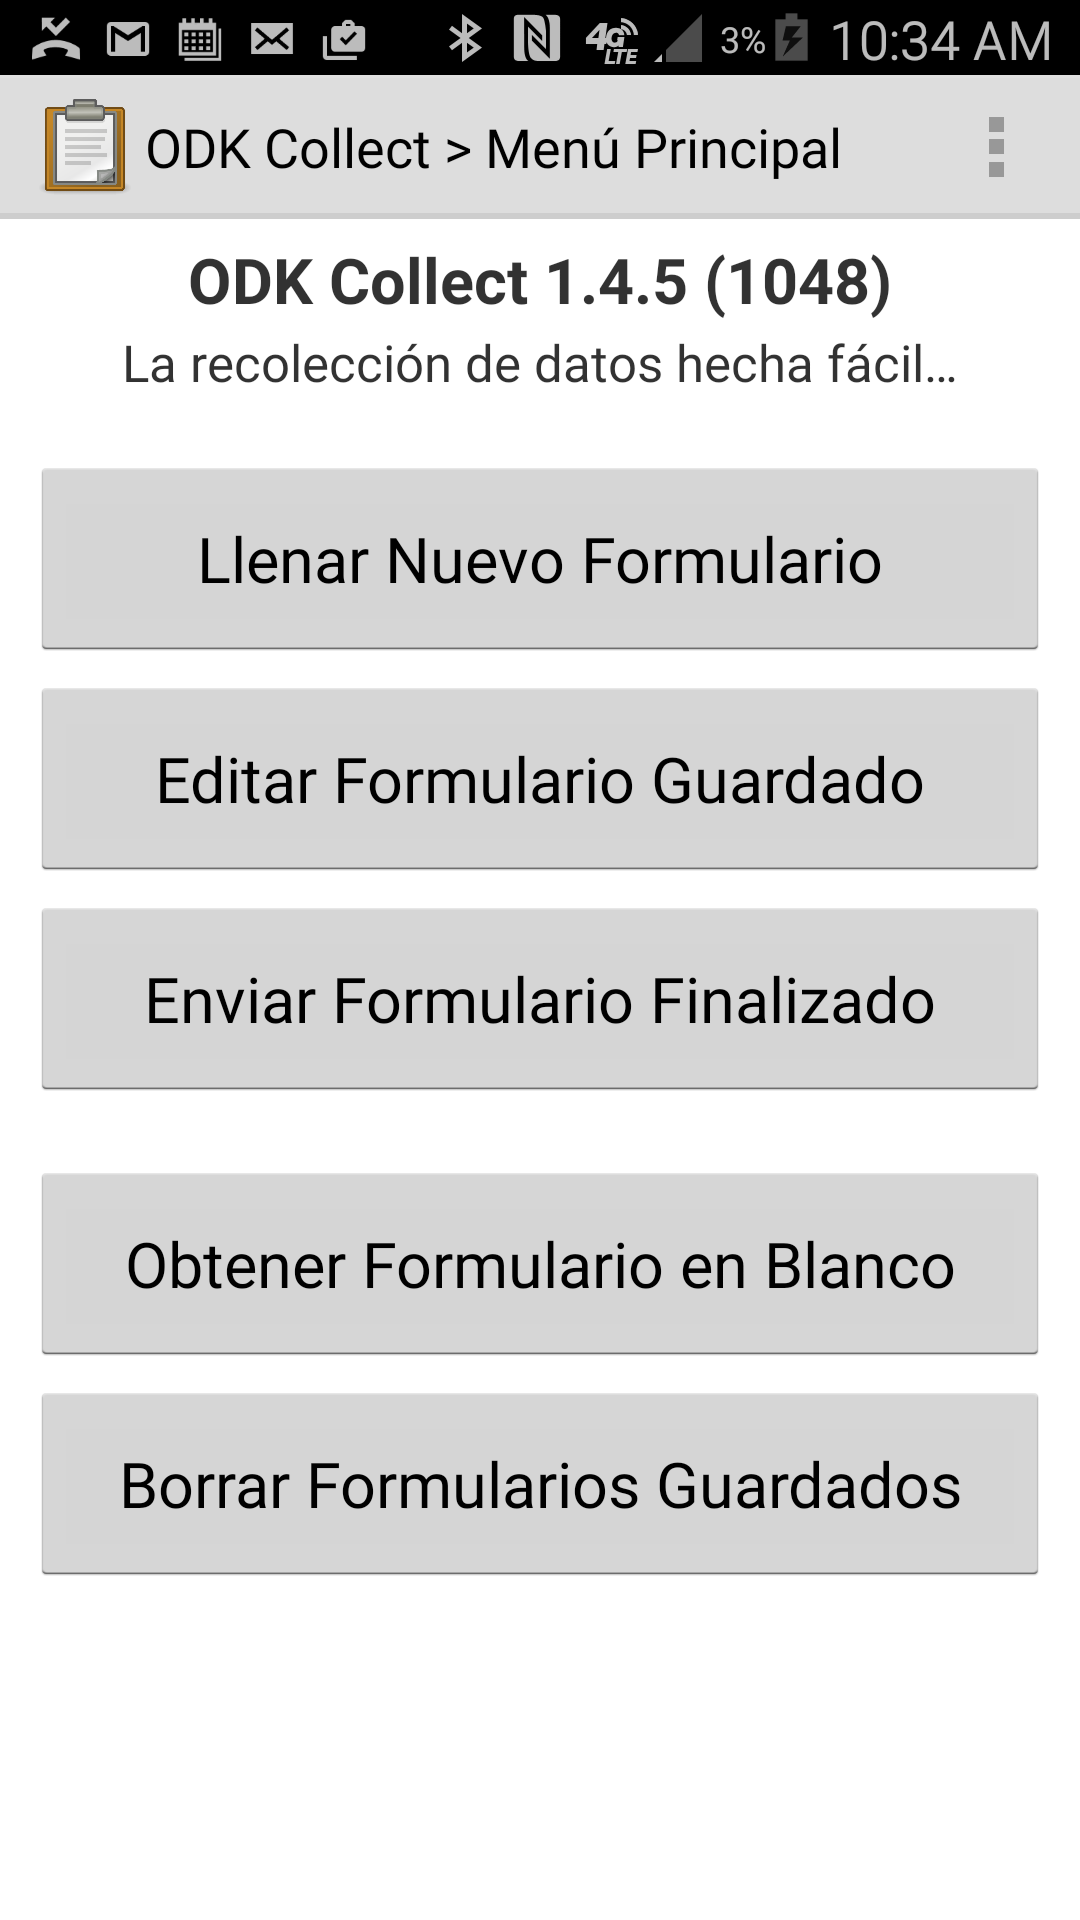 4G LTE 3% 10:34 AM
ODK Collect > Menú Principal
ODK Collect 1.4.5 (1048)
La recolección de datos hecha fácil...
Llenar Nuevo Formulario
Editar Formulario Guardado
Enviar Formulario Finalizado
Obtener Formulario en Blanco
Borrar Formularios Guardados